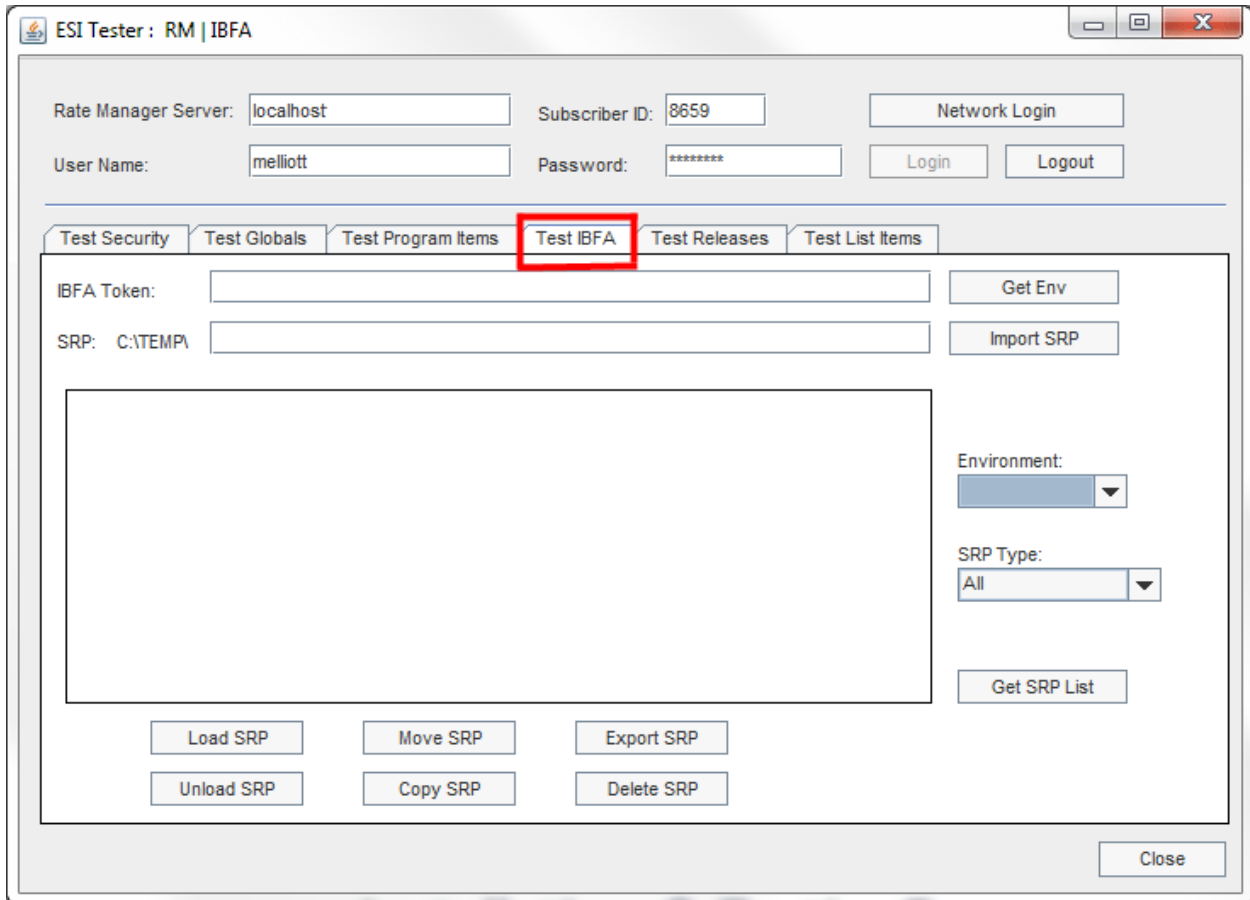 ESI Tester : RM | IBFA
Rate Manager Server: localhost Subscriber ID: 8659 Network Login
User Name: melliott Password: ******** Login Logout
Test Security Test Globals Test Program Items Test IBFA Test Releases Test List Items
IBFA Token: Get Env
SRP: C:\TEMP\ Import SRP
Environment:
SRP Type:
All
Get SRP List
Load SRP Move SRP Export SRP
Unload SRP Copy SRP Delete SRP
Close